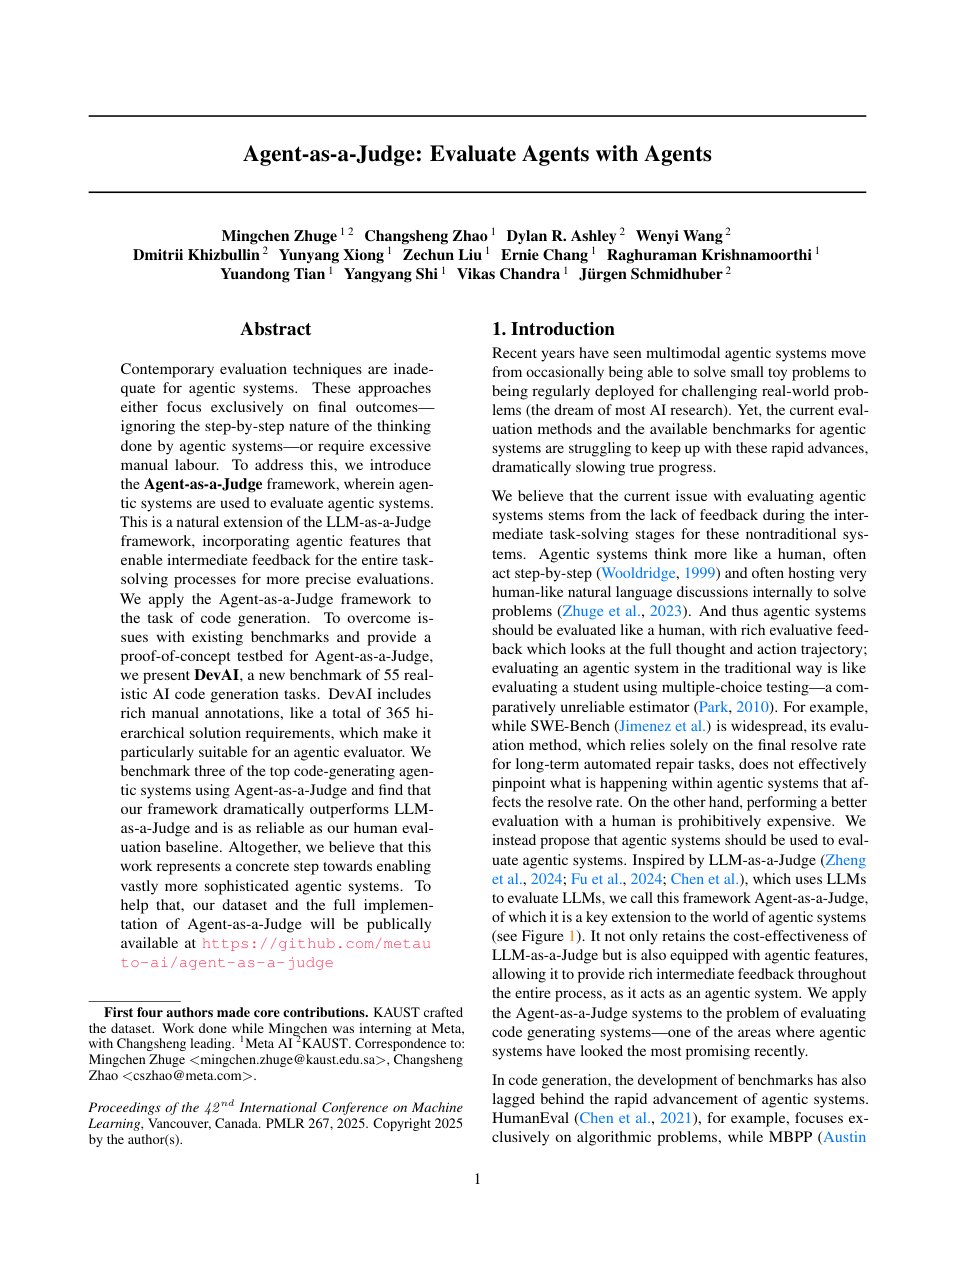 Agent-as-a-Judge: Evaluate Agents with Agents
Mingchen Zhuge 1 2 Changsheng Zhao 1 Dylan R. Ashley 2 Wenyi Wang 2
Dmitrii Khizbullin 2 Yunyang Xiong 1 Zechun Liu 1 Ernie Chang 1 Raghuraman Krishnamoorthi 1
Yuandong Tian 1 Yangyang Shi 1 Vikas Chandra 1 Jürgen Schmidhuber 2
Abstract
Contemporary evaluation techniques are inade-
quate for agentic systems. These approaches
either focus exclusively on final outcomes—
ignoring the step-by-step nature of the thinking
done by agentic systems—or require excessive
manual labour. To address this, we introduce
the Agent-as-a-Judge framework, wherein agen-
tic systems are used to evaluate agentic systems.
This is a natural extension of the LLM-as-a-Judge
framework, incorporating agentic features that
enable intermediate feedback for the entire task-
solving processes for more precise evaluations.
We apply the Agent-as-a-Judge framework to
the task of code generation. To overcome is-
sues with existing benchmarks and provide a
proof-of-concept testbed for Agent-as-a-Judge,
we present DevAI, a new benchmark of 55 real-
istic AI code generation tasks. DevAI includes
rich manual annotations, like a total of 365 hi-
erarchical solution requirements, which make it
particularly suitable for an agentic evaluator. We
benchmark three of the top code-generating agen-
tic systems using Agent-as-a-Judge and find that
our framework dramatically outperforms LLM-
as-a-Judge and is as reliable as our human eval-
uation baseline. Altogether, we believe that this
work represents a concrete step towards enabling
vastly more sophisticated agentic systems. To
help that, our dataset and the full implemen-
tation of Agent-as-a-Judge will be publically
available at https://github.com/metau
to-ai/agent-as-a-judge
First four authors made core contributions. KAUST crafted
the dataset. Work done while Mingchen was interning at Meta,
with Changsheng leading. 1Meta AI 2KAUST. Correspondence to:
Mingchen Zhuge <mingchen.zhuge@kaust.edu.sa>, Changsheng
Zhao <cszhao@meta.com>.
Proceedings of the 42nd International Conference on Machine
Learning, Vancouver, Canada. PMLR 267, 2025. Copyright 2025
by the author(s).
1. Introduction
Recent years have seen multimodal agentic systems move
from occasionally being able to solve small toy problems to
being regularly deployed for challenging real-world prob-
lems (the dream of most AI research). Yet, the current eval-
uation methods and the available benchmarks for agentic
systems are struggling to keep up with these rapid advances,
dramatically slowing true progress.
We believe that the current issue with evaluating agentic
systems stems from the lack of feedback during the inter-
mediate task-solving stages for these nontraditional sys-
tems. Agentic systems think more like a human, often
act step-by-step (Wooldridge, 1999) and often hosting very
human-like natural language discussions internally to solve
problems (Zhuge et al., 2023). And thus agentic systems
should be evaluated like a human, with rich evaluative feed-
back which looks at the full thought and action trajectory;
evaluating an agentic system in the traditional way is like
evaluating a student using multiple-choice testing—a com-
paratively unreliable estimator (Park, 2010). For example,
while SWE-Bench (Jimenez et al.) is widespread, its evalu-
ation method, which relies solely on the final resolve rate
for long-term automated repair tasks, does not effectively
pinpoint what is happening within agentic systems that af-
fects the resolve rate. On the other hand, performing a better
evaluation with a human is prohibitively expensive. We
instead propose that agentic systems should be used to eval-
uate agentic systems. Inspired by LLM-as-a-Judge (Zheng
et al., 2024; Fu et al., 2024; Chen et al.), which uses LLMs
to evaluate LLMs, we call this framework Agent-as-a-Judge,
of which it is a key extension to the world of agentic systems
(see Figure 1). It not only retains the cost-effectiveness of
LLM-as-a-Judge but is also equipped with agentic features,
allowing it to provide rich intermediate feedback throughout
the entire process, as it acts as an agentic system. We apply
the Agent-as-a-Judge systems to the problem of evaluating
code generating systems—one of the areas where agentic
systems have looked the most promising recently.
In code generation, the development of benchmarks has also
lagged behind the rapid advancement of agentic systems.
HumanEval (Chen et al., 2021), for example, focuses ex-
clusively on algorithmic problems, while MBPP (Austin
1